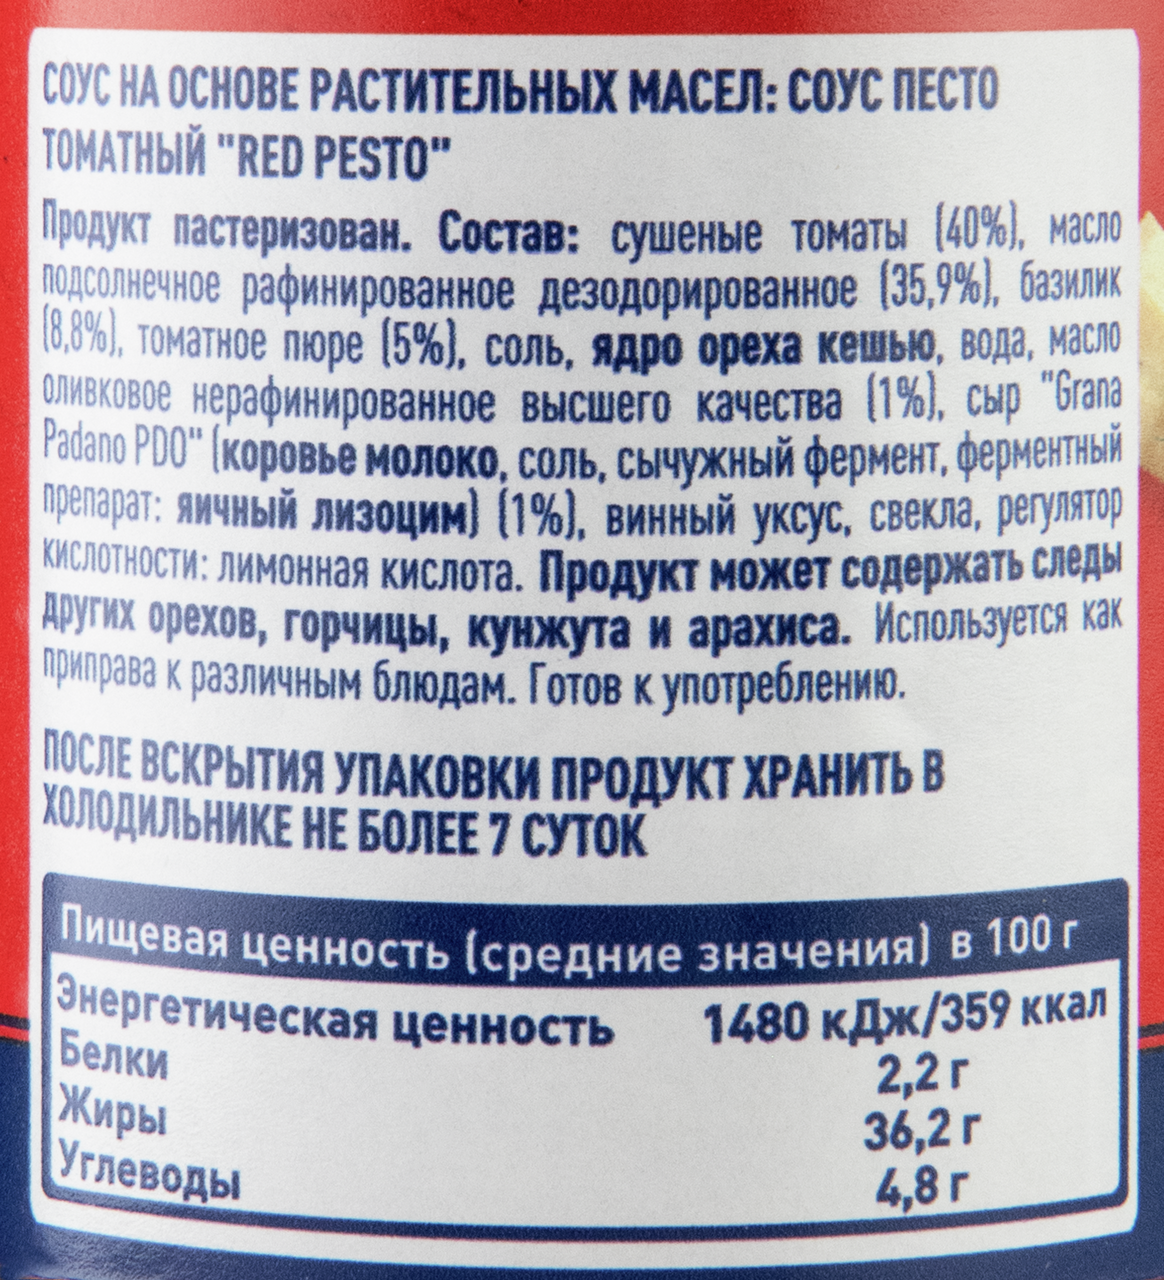 СОУС НА ОСНОВЕ РАСТИТЕЛЬНЫХ МАСЕЛ: СОУС ПЕСТО
ТОМАТНЫЙ "RED PESTO"
Продукт пастеризован. Состав: сушеные томаты (40%), масло
подсолнечное рафинированное дезодорированное (35,9%), базилик
(8,8%), томатное пюре (5%), соль, ядро ореха кешью, вода, масло
оливковое нерафинированное высшего качества (1%), сыр "Grana
Padano PDO" (коровье молоко, соль, сычужный фермент, ферментный
препарат: яичный лизоцим) (1%), винный уксус, свекла, регулятор
кислотности: лимонная кислота. Продукт может содержать следы
других орехов, горчицы, кунжута и арахиса. Используется как
приправа к различным блюдам. Готов к употреблению.
ПОСЛЕ ВСКРЫТИЯ УПАКОВКИ ПРОДУКТ ХРАНИТЬ В
ХОЛОДИЛЬНИКЕ НЕ БОЛЕЕ 7 СУТОК
Пищевая ценность (средние значения) в 100 г
Энергетическая ценность 1480 кДж/359 ккал
Белки 2,2 г
Жиры 36,2 г
Углеводы 4,8 г